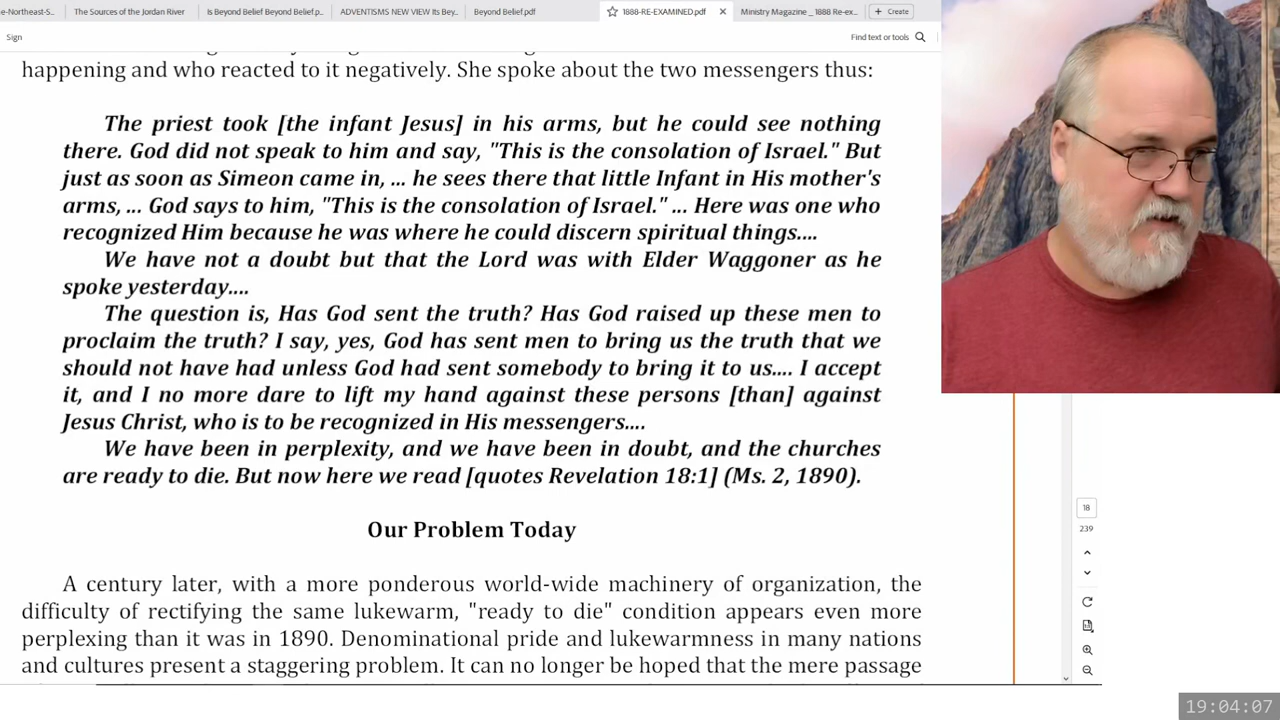 e-Northeast-S...
The Sources of the Jordan River
Is Beyond Belief Beyond Belief p...
ADVENTISMS NEW VIEW Its Bey...
Beyond Belief.pdf
1888-RE-EXAMINED.pdf
Ministry Magazine _ 1888 Re-ex...
+ Create
Sign
Find text or tools
happening and who reacted to it negatively. She spoke about the two messengers thus:
The priest took [the infant Jesus] in his arms, but he could see nothing
there. God did not speak to him and say, "This is the consolation of Israel." But
just as soon as Simeon came in, ... he sees there that little Infant in His mother's
arms, ... God says to him, "This is the consolation of Israel." ... Here was one who
recognized Him because he was where he could discern spiritual things....
We have not a doubt but that the Lord was with Elder Waggoner as he
spoke yesterday....
The question is, Has God sent the truth? Has God raised up these men to
proclaim the truth? I say, yes, God has sent men to bring us the truth that we
should not have had unless God had sent somebody to bring it to us.... I accept
it, and I no more dare to lift my hand against these persons [than] against
Jesus Christ, who is to be recognized in His messengers....
We have been in perplexity, and we have been in doubt, and the churches
are ready to die. But now here we read [quotes Revelation 18:1] (Ms. 2, 1890).
Our Problem Today
A century later, with a more ponderous world-wide machinery of organization, the
difficulty of rectifying the same lukewarm, "ready to die" condition appears even more
perplexing than it was in 1890. Denominational pride and lukewarmness in many nations
and cultures present a staggering problem. It can no longer be hoped that the mere passage
18
239
19:04:07